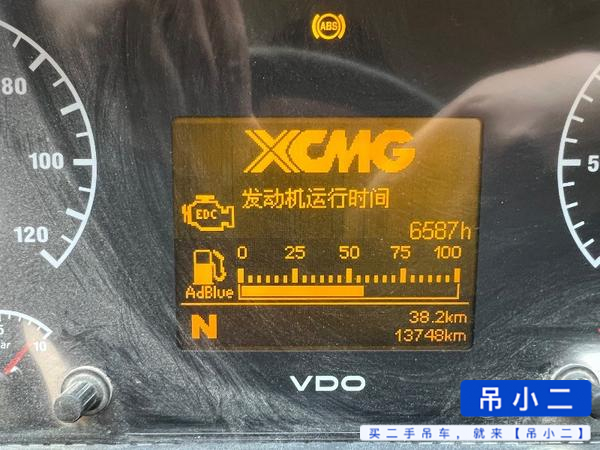 ABS
80
100
120
XCMG
发动机运行时间
EDC
6587h
0 25 50 75 100
AdBlue
N
38.2km
13748km
VDO
10
吊小二
买二手吊车，就来【吊小二】